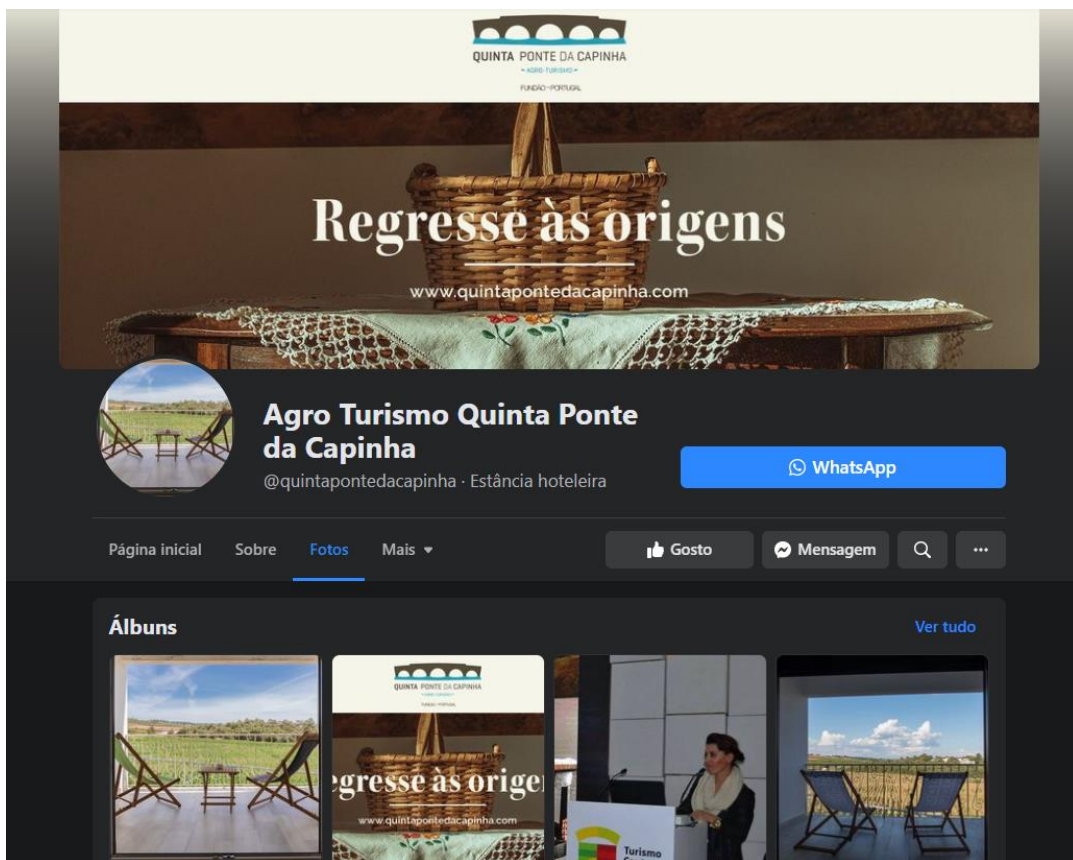 QUINTA PONTE DA CAPINHA
AGRO TURISMO
FUNDÃO - PORTUGAL
Regresse às origens
www.quintapontedacapinha.com
Agro Turismo Quinta Ponte
da Capinha
@quintapontedacapinha · Estância hoteleira
WhatsApp
Página inicial Sobre Fotos Mais
Gosto Mensagem
Álbuns Ver tudo
QUINTA PONTE DA CAPINHA
egresse às orige
www.quintapontedacapinha.com
Turismo